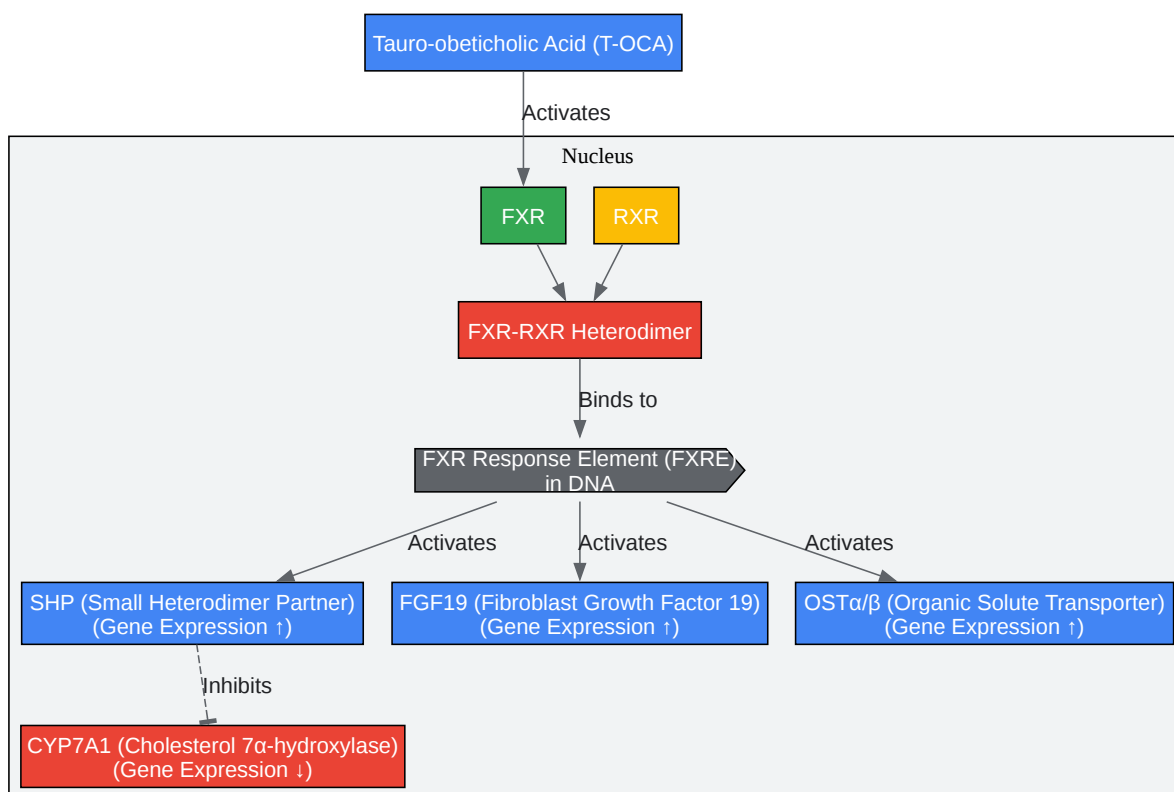 Tauro-obeticholic Acid (T-OCA)
Activates
Nucleus
FXR
RXR
FXR-RXR Heterodimer
Binds to
FXR Response Element (FXRE)
in DNA
Activates
Activates
Activates
SHP (Small Heterodimer Partner)
(Gene Expression ↑)
FGF19 (Fibroblast Growth Factor 19)
(Gene Expression ↑)
OSTα/β (Organic Solute Transporter)
(Gene Expression ↑)
Inhibits
CYP7A1 (Cholesterol 7α-hydroxylase)
(Gene Expression ↓)